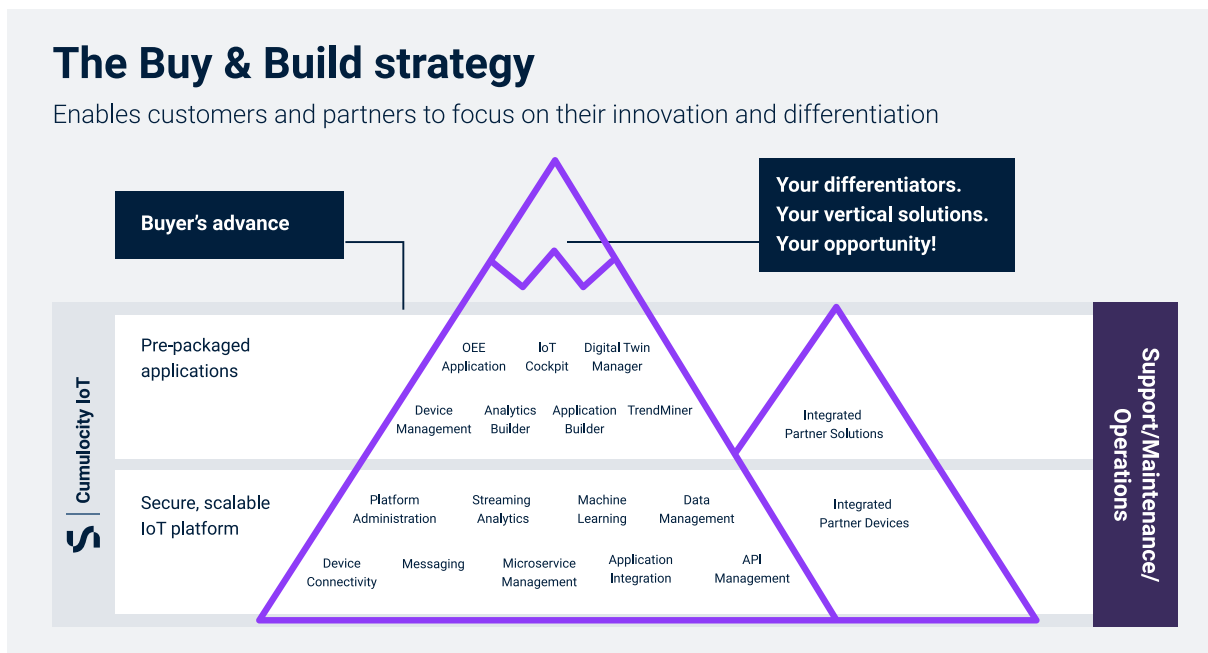 The Buy & Build strategy
Enables customers and partners to focus on their innovation and differentiation
Buyer's advance
Your differentiators.
Your vertical solutions.
Your opportunity!
Cumulocity IoT
Pre-packaged
applications
OEE
Application
IoT
Cockpit
Digital Twin
Manager
Device
Management
Analytics
Builder
Application
Builder
TrendMiner
Integrated
Partner Solutions
Secure, scalable
IoT platform
Platform
Administration
Streaming
Analytics
Machine
Learning
Data
Management
Integrated
Partner Devices
Device
Connectivity
Messaging
Microservice
Management
Application
Integration
API
Management
Support/Maintenance/
Operations